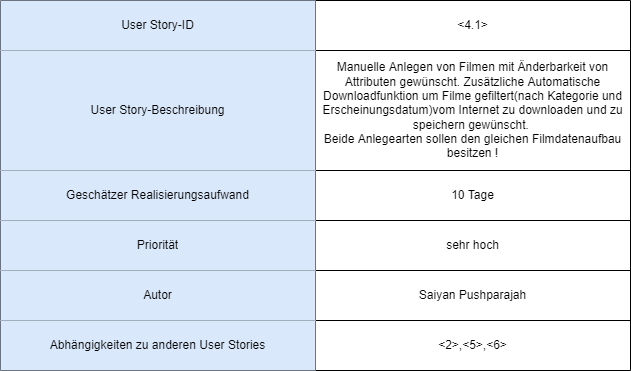 User Story-ID
<4.1>
User Story-Beschreibung
Manuelle Anlegen von Filmen mit Änderbarkeit von
Attributen gewünscht. Zusätzliche Automatische
Downloadfunktion um Filme gefiltert(nach Kategorie und
Erscheinungsdatum)vom Internet zu downloaden und zu
speichern gewünscht.
Beide Anlegearten sollen den gleichen Filmdatenaufbau
besitzen !
Geschätzer Realisierungsaufwand
10 Tage
Priorität
sehr hoch
Autor
Saiyan Pushparajah
Abhängigkeiten zu anderen User Stories
<2>,<5>,<6>